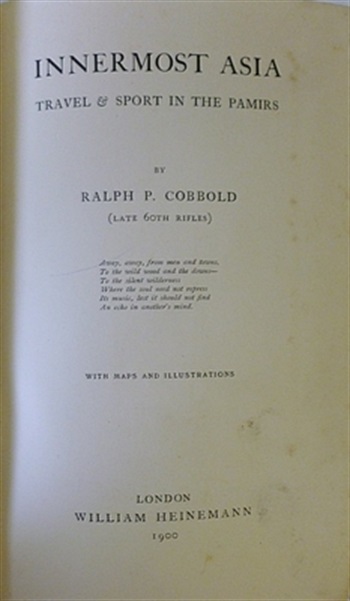 INNERMOST ASIA
TRAVEL & SPORT IN THE PAMIRS
BY
RALPH P. COBBOLD
(LATE 60TH RIFLES)
Away, away, from men and towns,
To the wild wood and the downs—
To the silent wilderness
Where the soul need not repress
Its music, lest it should not find
An echo in another's mind.
WITH MAPS AND ILLUSTRATIONS
LONDON
WILLIAM HEINEMANN
1900